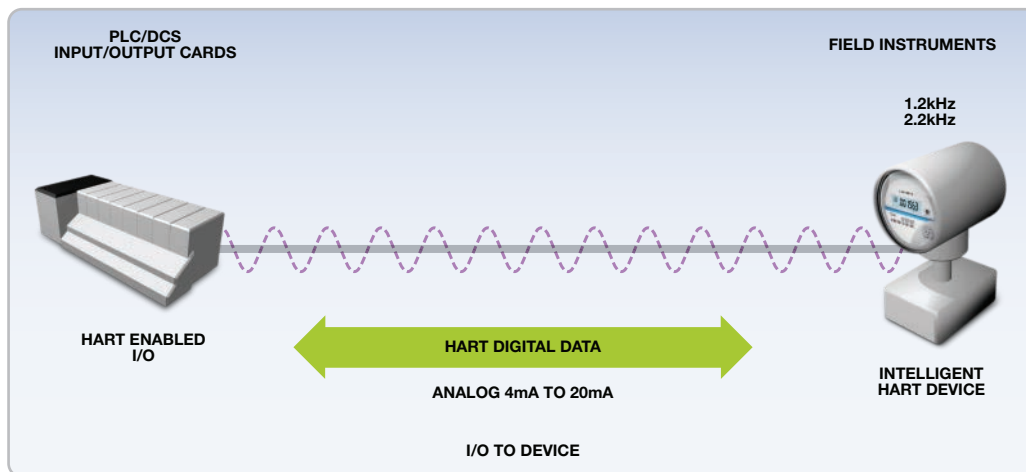 PLC/DCS
INPUT/OUTPUT CARDS
FIELD INSTRUMENTS
1.2kHz
2.2kHz
HART ENABLED
I/O
HART DIGITAL DATA
ANALOG 4mA TO 20mA
INTELLIGENT
HART DEVICE
I/O TO DEVICE